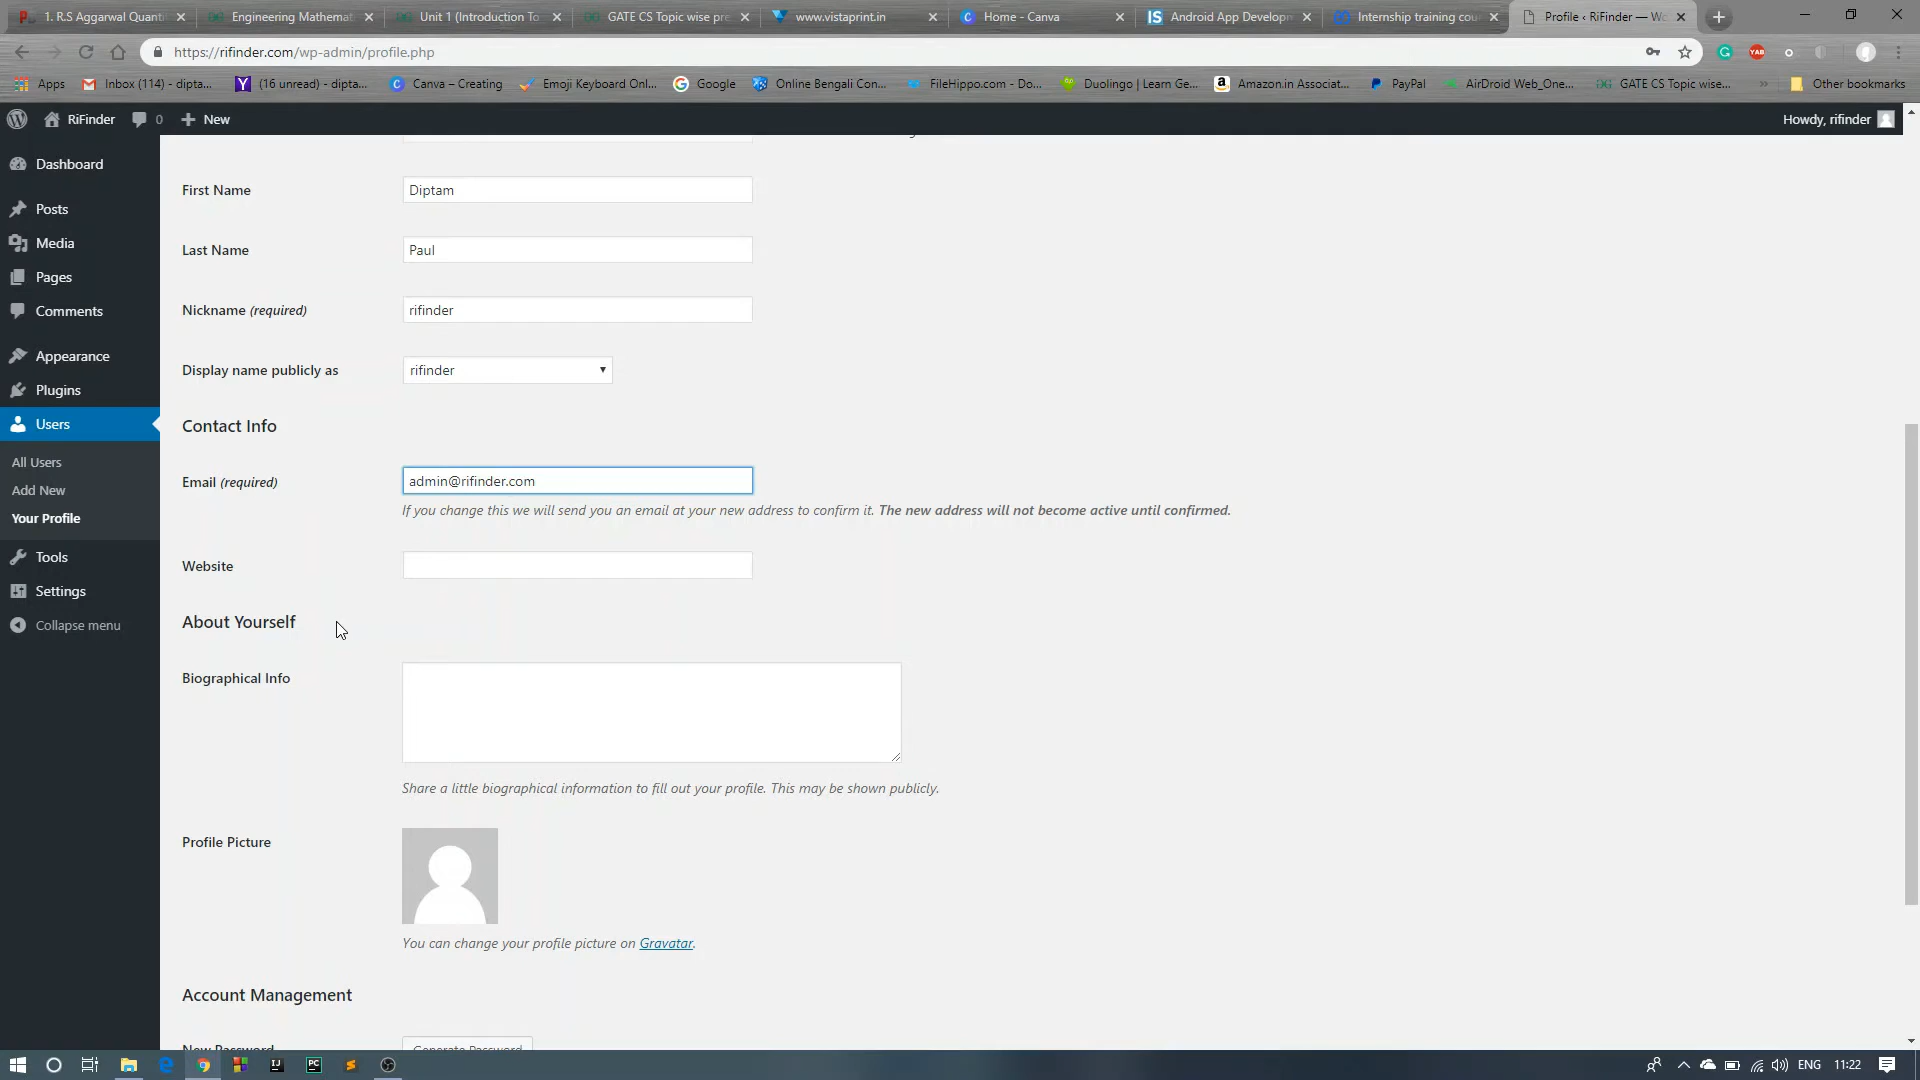 1. R.S Aggarwal Quanti
Engineering Mathemat
Unit 1 (Introduction To
GATE CS Topic wise pre
www.vistaprint.in
Home - Canva
Android App Developm
Internship training cou
Profile ‹ RiFinder — Wo
https://rifinder.com/wp-admin/profile.php
Apps
Inbox (114) - dipta...
(16 unread) - dipta...
Canva – Creating
Emoji Keyboard Onl...
Google
Online Bengali Con...
FileHippo.com - Do...
Duolingo | Learn Ge...
Amazon.in Associat...
PayPal
AirDroid Web_One...
GATE CS Topic wise...
Other bookmarks
RiFinder
0
New
Howdy, rifinder
Dashboard
Posts
Media
Pages
Comments
Appearance
Plugins
Users
All Users
Add New
Your Profile
Tools
Settings
Collapse menu
First Name
Diptam
Last Name
Paul
Nickname (required)
rifinder
Display name publicly as
rifinder
Contact Info
Email (required)
admin@rifinder.com
If you change this we will send you an email at your new address to confirm it. The new address will not become active until confirmed.
Website
About Yourself
Biographical Info
Share a little biographical information to fill out your profile. This may be shown publicly.
Profile Picture
You can change your profile picture on Gravatar.
Account Management
New Password
Generate Password
ENG
11:22